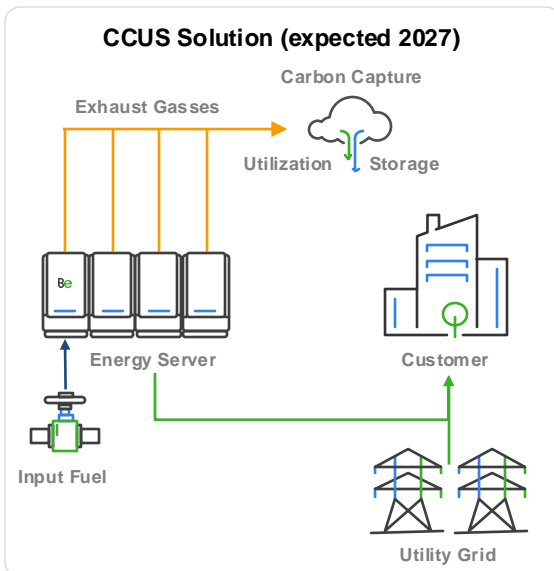 CCUS Solution (expected 2027)
Carbon Capture
Exhaust Gasses
Utilization
Storage
Be
Energy Server
Customer
Input Fuel
Utility Grid